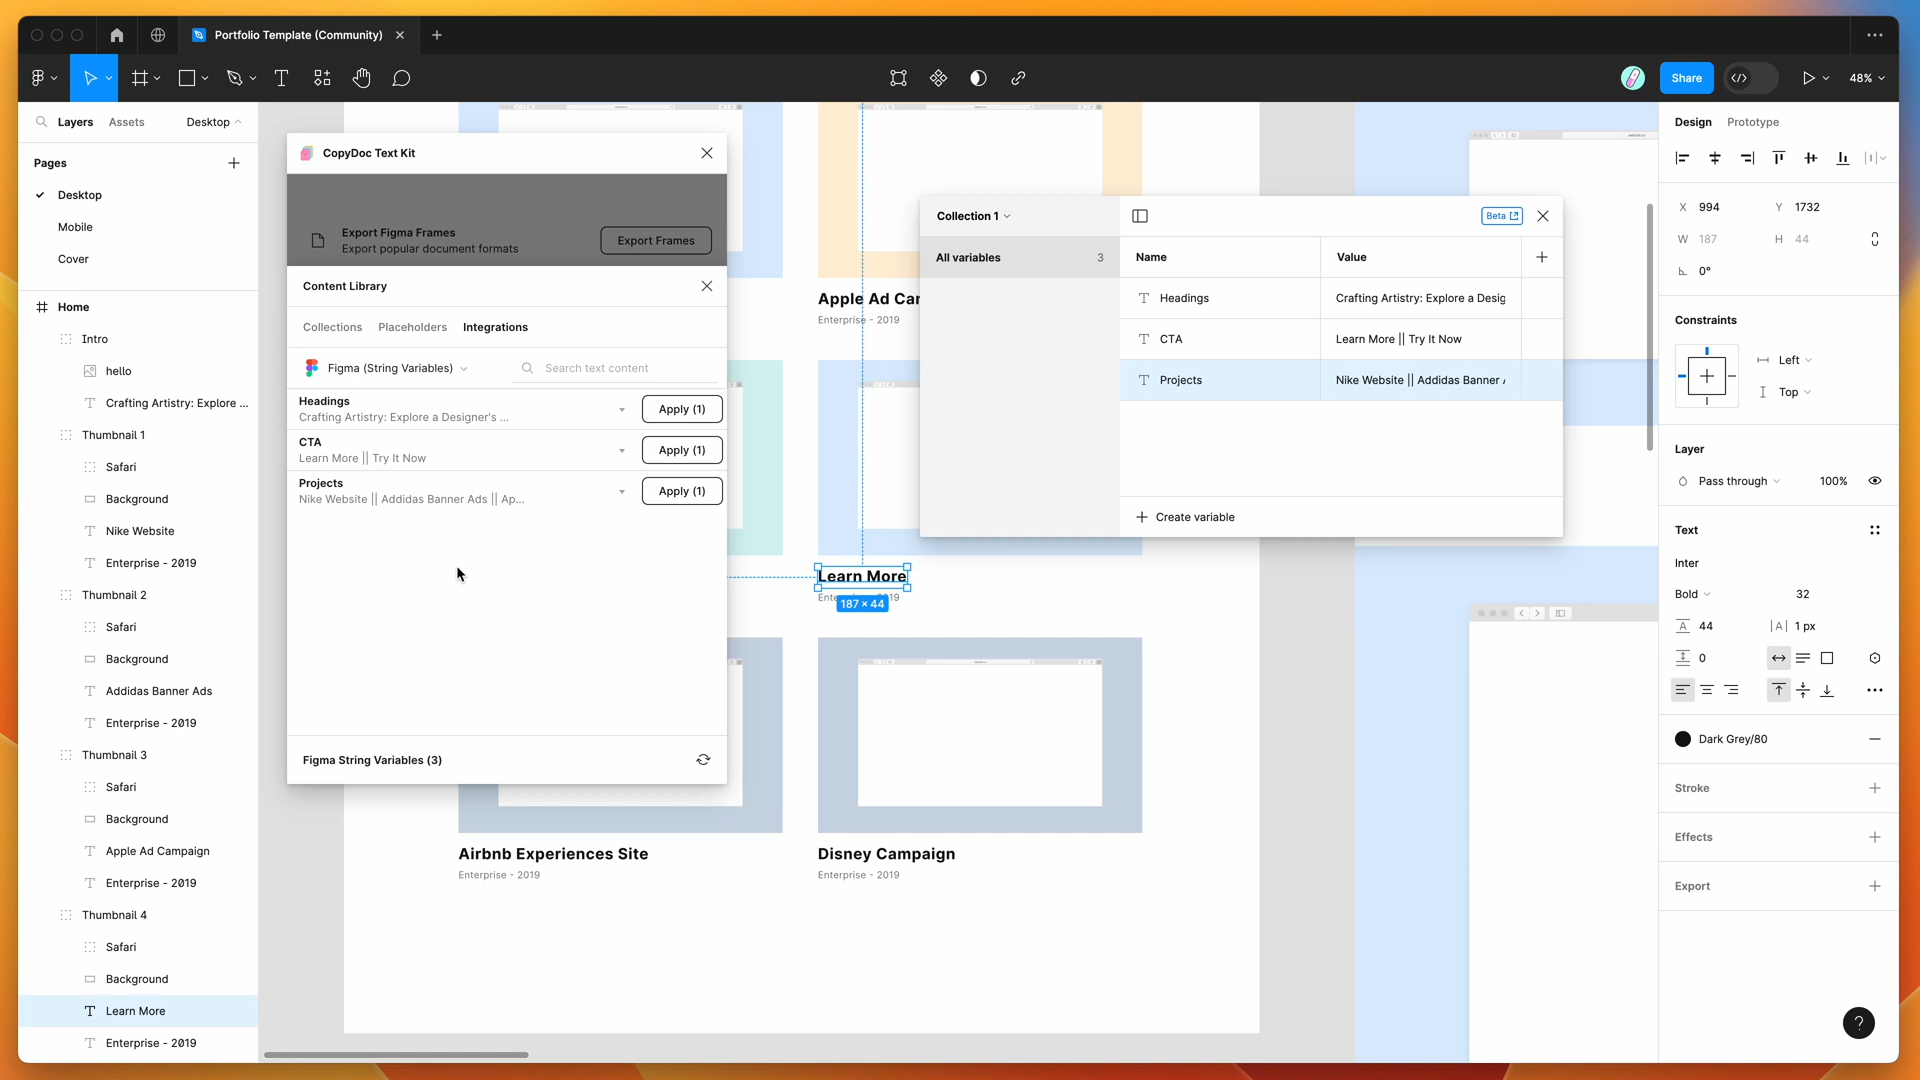 Portfolio Template (Community)
Share
48%
Layers
Assets
Desktop
Pages
Desktop
Mobile
Cover
Home
Intro
hello
Crafting Artistry: Explore ...
Thumbnail 1
Safari
Background
Nike Website
Enterprise - 2019
Thumbnail 2
Safari
Background
Addidas Banner Ads
Enterprise - 2019
Thumbnail 3
Safari
Background
Apple Ad Campaign
Enterprise - 2019
Thumbnail 4
Safari
Background
Learn More
Enterprise - 2019
CopyDoc Text Kit
Export Figma Frames
Export popular document formats
Export Frames
Content Library
Collections
Placeholders
Integrations
Figma (String Variables)
Search text content
Headings
Crafting Artistry: Explore a Designer's ...
Apply (1)
CTA
Learn More || Try It Now
Apply (1)
Projects
Nike Website || Addidas Banner Ads || Ap...
Apply (1)
Figma String Variables (3)
Apple Ad Car
Enterprise - 2019
Learn More
187 × 44
Airbnb Experiences Site
Enterprise - 2019
Disney Campaign
Enterprise - 2019
Collection 1
Beta
All variables
3
Name
Value
Headings
Crafting Artistry: Explore a Desig
CTA
Learn More || Try It Now
Projects
Nike Website || Addidas Banner
Create variable
Design
Prototype
X 994
Y 1732
W 187
H 44
0°
Constraints
Left
Top
Layer
Pass through
100%
Text
Inter
Bold
32
44
1 px
0
Dark Grey/80
Stroke
Effects
Export
?